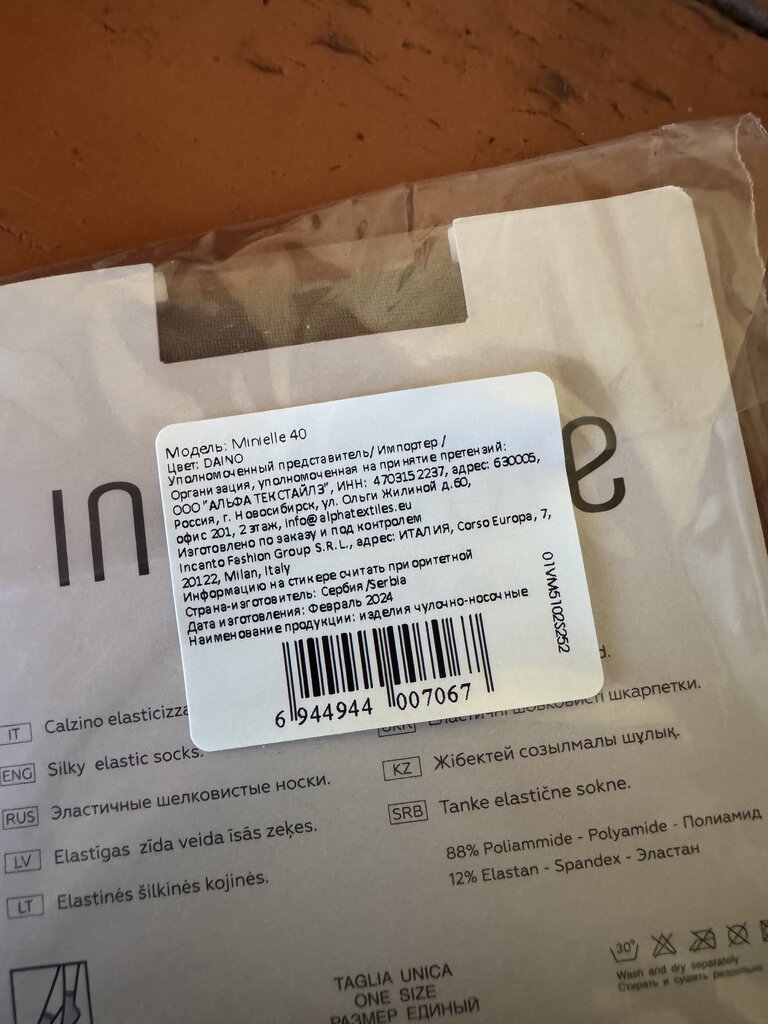 Модель: Minielle 40
Цвет: DAINO
Уполномоченный представитель/ Импортер /
Организация, уполномоченная на принятие претензий:
ООО "АЛЬФА ТЕКСТАЙЛЗ", ИНН: 4703152237, адрес: 630005,
Россия, г. Новосибирск, ул. Ольги Жилиной д.60,
офис 201, 2 этаж, info@alphatextiles.eu
Изготовлено по заказу и под контролем
Incanto Fashion Group S.R.L., адрес: ИТАЛИЯ, Corso Europa, 7,
20122, Milan, Italy
Информацию на стикере считать приоритетной
Страна-изготовитель: Сербия/Serbia
Дата изготовления: Февраль 2024
Наименование продукции: изделия чулочно-носочные
01VM5102S252
6 944944 007067
in
e
IT Calzino elasticizza
ENG Silky elastic socks.
RUS Эластичные шелковистые носки.
LV Elastīgas zīda veida īsās zeķes.
LT Elastinės šilkinės kojinės.
d.
шкарпетки.
KZ Жібектей созылмалы шұлық.
SRB Tanke elastične sokne.
88% Poliammide - Polyamide - Полиамид
12% Elastan - Spandex - Эластан
30°
Wash and dry separately
Стирать и сушить раздельно
TAGLIA UNICA
ONE SIZE
РАЗМЕР ЕДИНЫЙ